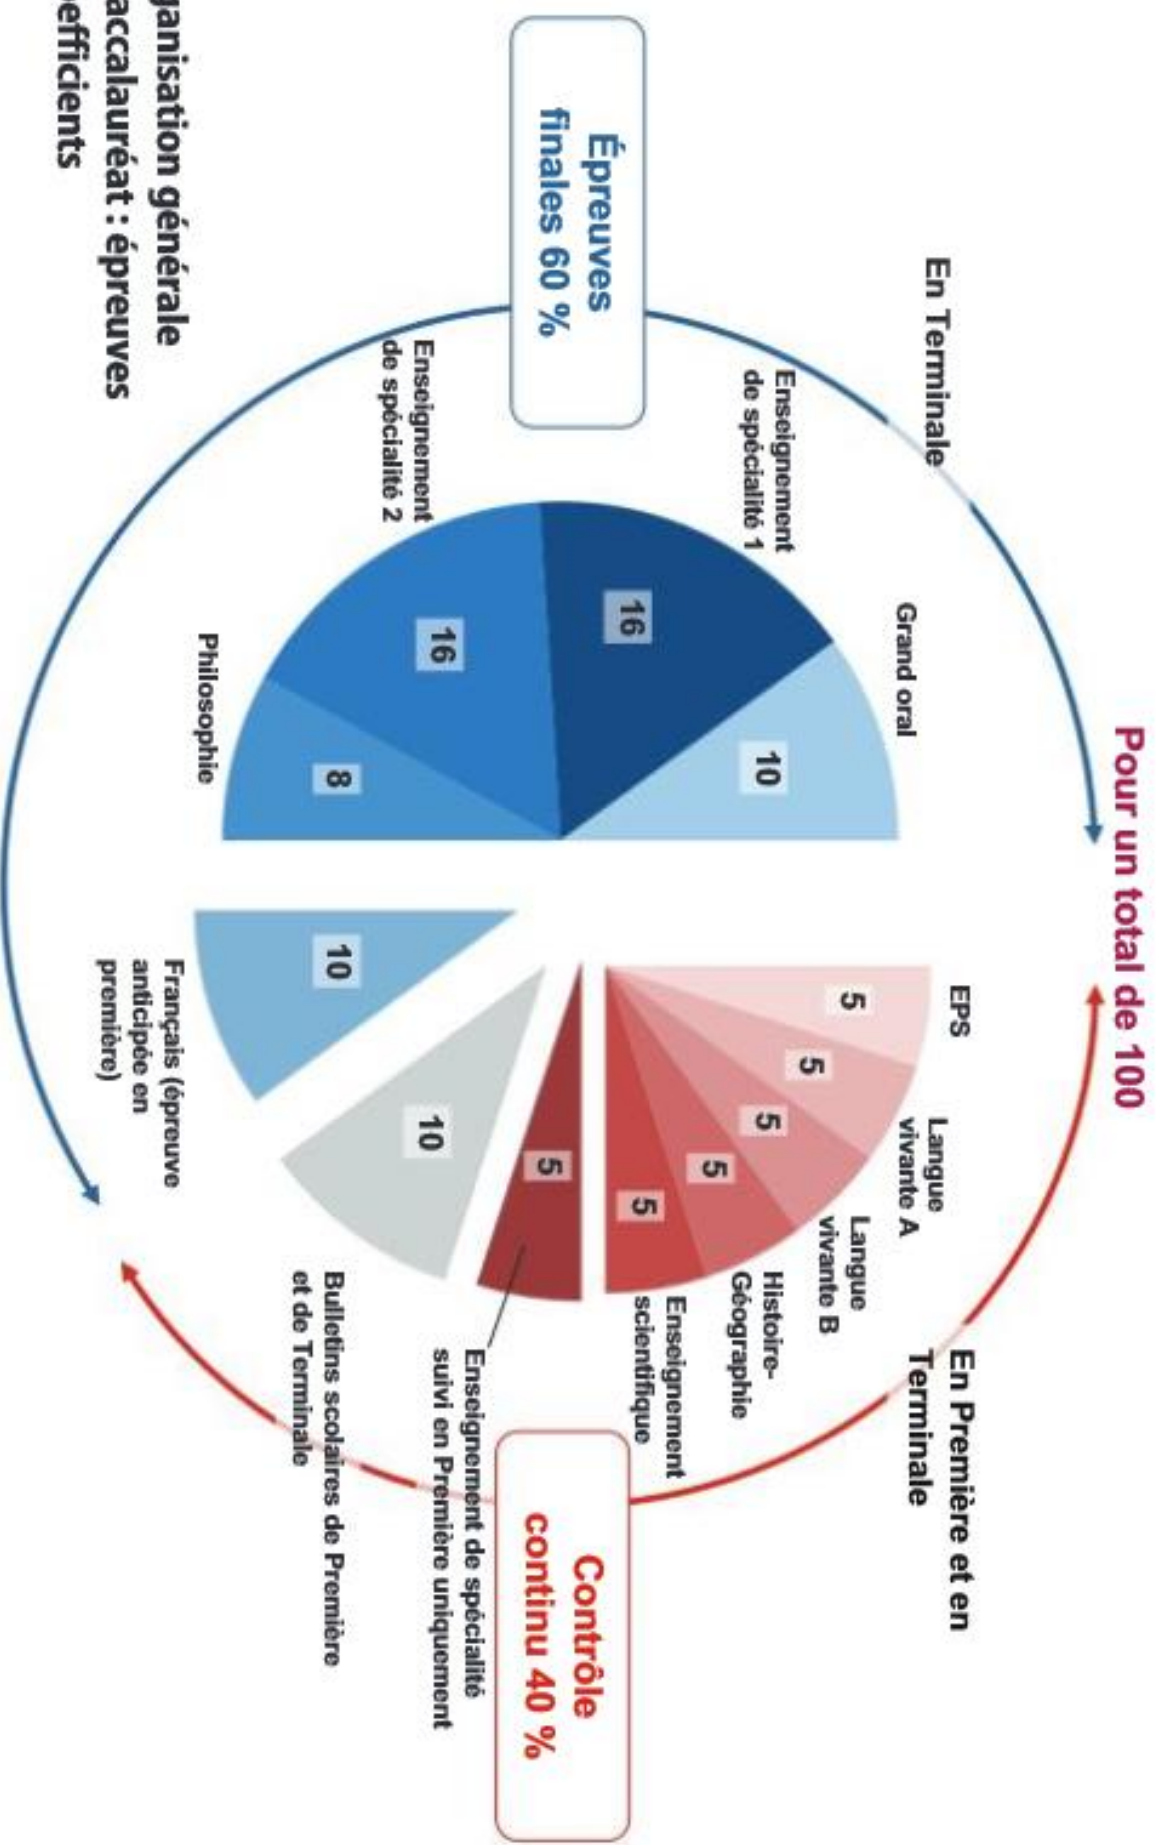 Pour un total de 100
En Terminale
Épreuves
finales 60 %
Enseignement
de spécialité 1
Grand oral
16
10
Enseignement
de spécialité 2
16
8
Philosophie
EPS
5
Langue
vivante A
5
Langue
vivante B
5
Histoire-
Géographie
5
Enseignement
scientifique
5
En Première et en
Terminale
Contrôle
continu 40 %
5
Enseignement de spécialité
suivi en Première uniquement
10
Bulletins scolaires de Première
et de Terminale
10
Français (épreuve
anticipée en
première)
ganisation générale
accalauréat : épreuves
efficients